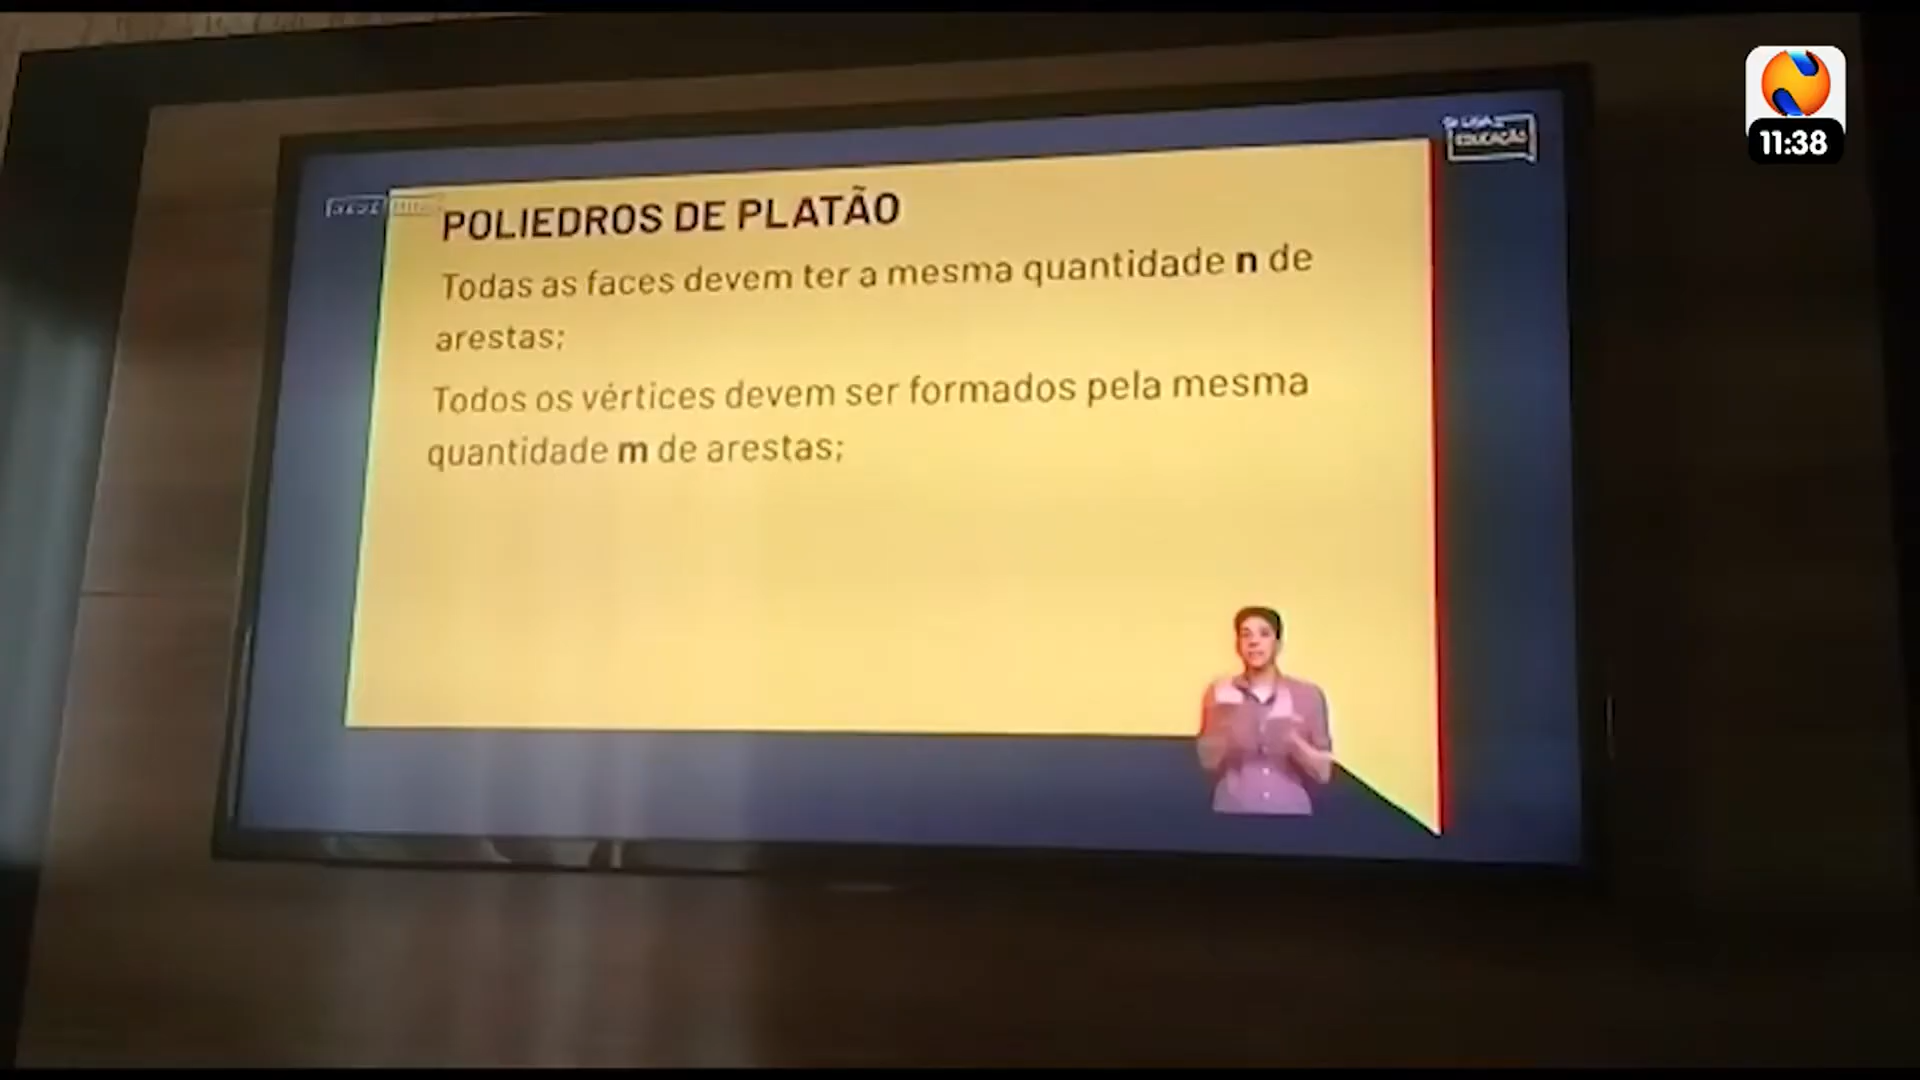 11:38
EDUCAÇÃO
POLIEDROS DE PLATÃO
Todas as faces devem ter a mesma quantidade n de
arestas;
Todos os vértices devem ser formados pela mesma
quantidade m de arestas;